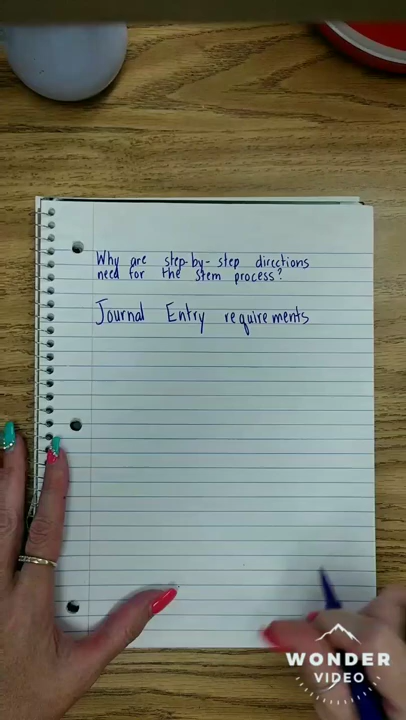 Why are step-by-step directions
need for the stem process?
Journal Entry requirements
WONDER
VIDEO